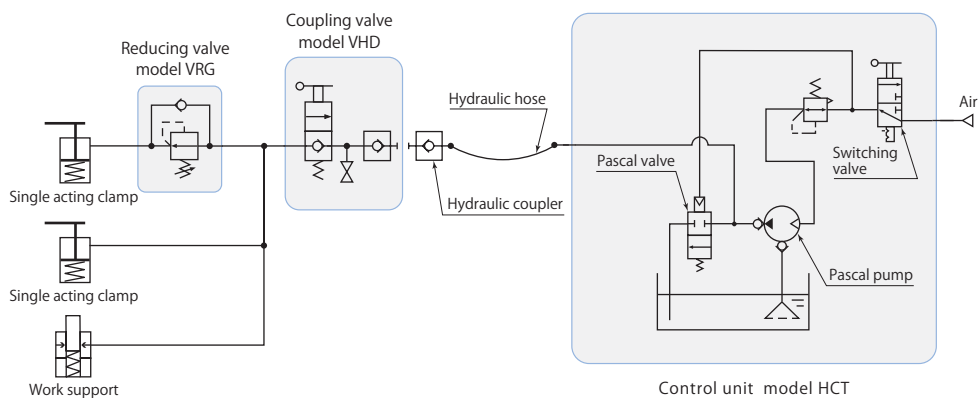 Reducing valve
model VRG
Coupling valve
model VHD
Hydraulic hose
Air
Switching
valve
Pascal valve
Single acting clamp
Hydraulic coupler
Pascal pump
Single acting clamp
Work support
Control unit model HCT